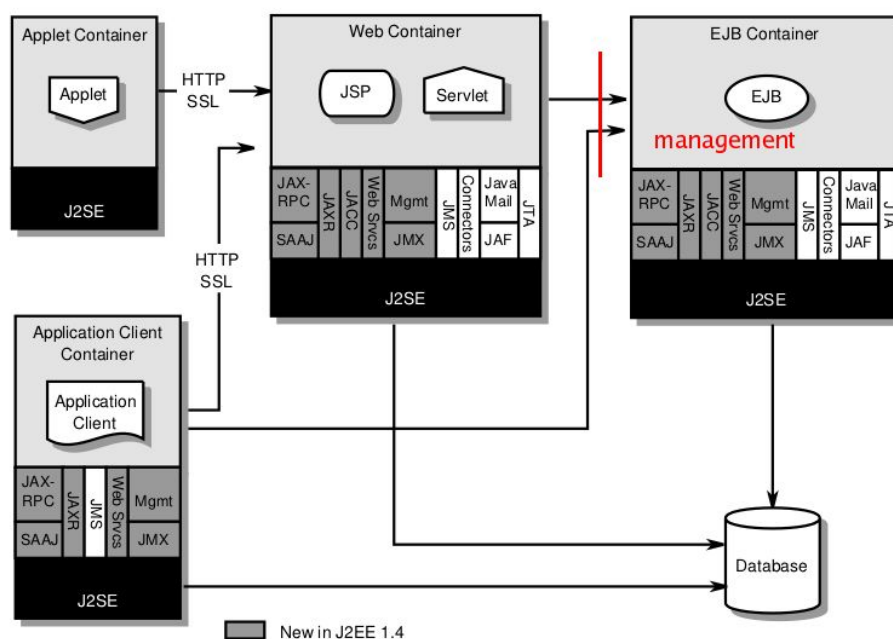 Applet Container
Applet
J2SE
HTTP
SSL
Web Container
JSP
Servlet
JAX-
RPC
SAAJ
JAXR
JACC
Web Srvcs
Mgmt
JMX
JMS
Connectors
Java
Mail
JAF
JTA
J2SE
EJB Container
EJB
management
JAX-
RPC
SAAJ
JAXR
JACC
Web Srvcs
Mgmt
JMX
JMS
Connectors
Java
Mail
JAF
JTA
J2SE
HTTP
SSL
Application Client
Container
Application
Client
JAX-
RPC
SAAJ
JAXR
JMS
Web Srvcs
Mgmt
JMX
J2SE
Database
New in J2EE 1.4